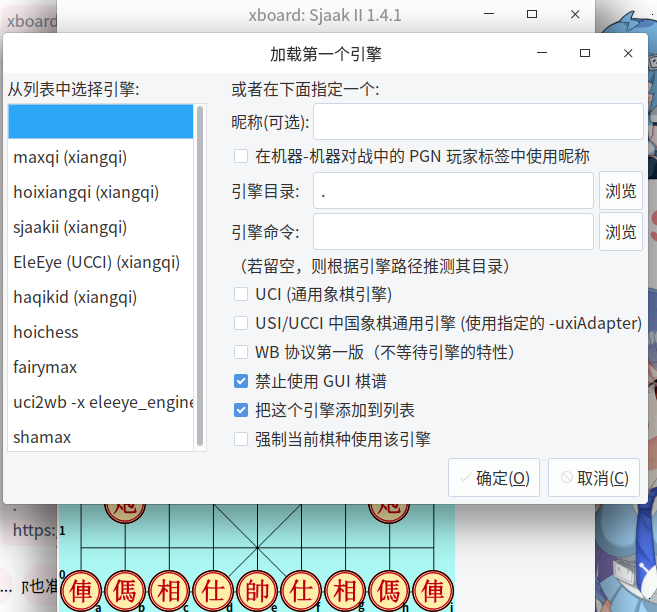 xboard
xboard: Sjaak II 1.4.1
加载第一个引擎
从列表中选择引擎:
maxqi (xiangqi)
hoixiangqi (xiangqi)
sjaakii (xiangqi)
EleEye (UCCI) (xiangqi)
haqikid (xiangqi)
hoichess
fairymax
uci2wb -x eleeye_engine
shamax
或者在下面指定一个:
昵称(可选):
在机器-机器对战中的 PGN 玩家标签中使用昵称
引擎目录: . 浏览
引擎命令: 浏览
（若留空，则根据引擎路径推测其目录）
UCI (通用象棋引擎)
USI/UCCI 中国象棋通用引擎 (使用指定的 -uxiAdapter)
WB 协议第一版（不等待引擎的特性）
禁止使用 GUI 棋谱
把这个引擎添加到列表
强制当前棋种使用该引擎
确定(O) 取消(C)
炮 炮
https:
1
... 你也准
0
俥 傌 相 仕 帥 仕 相 傌 俥
a b c d e f g h i